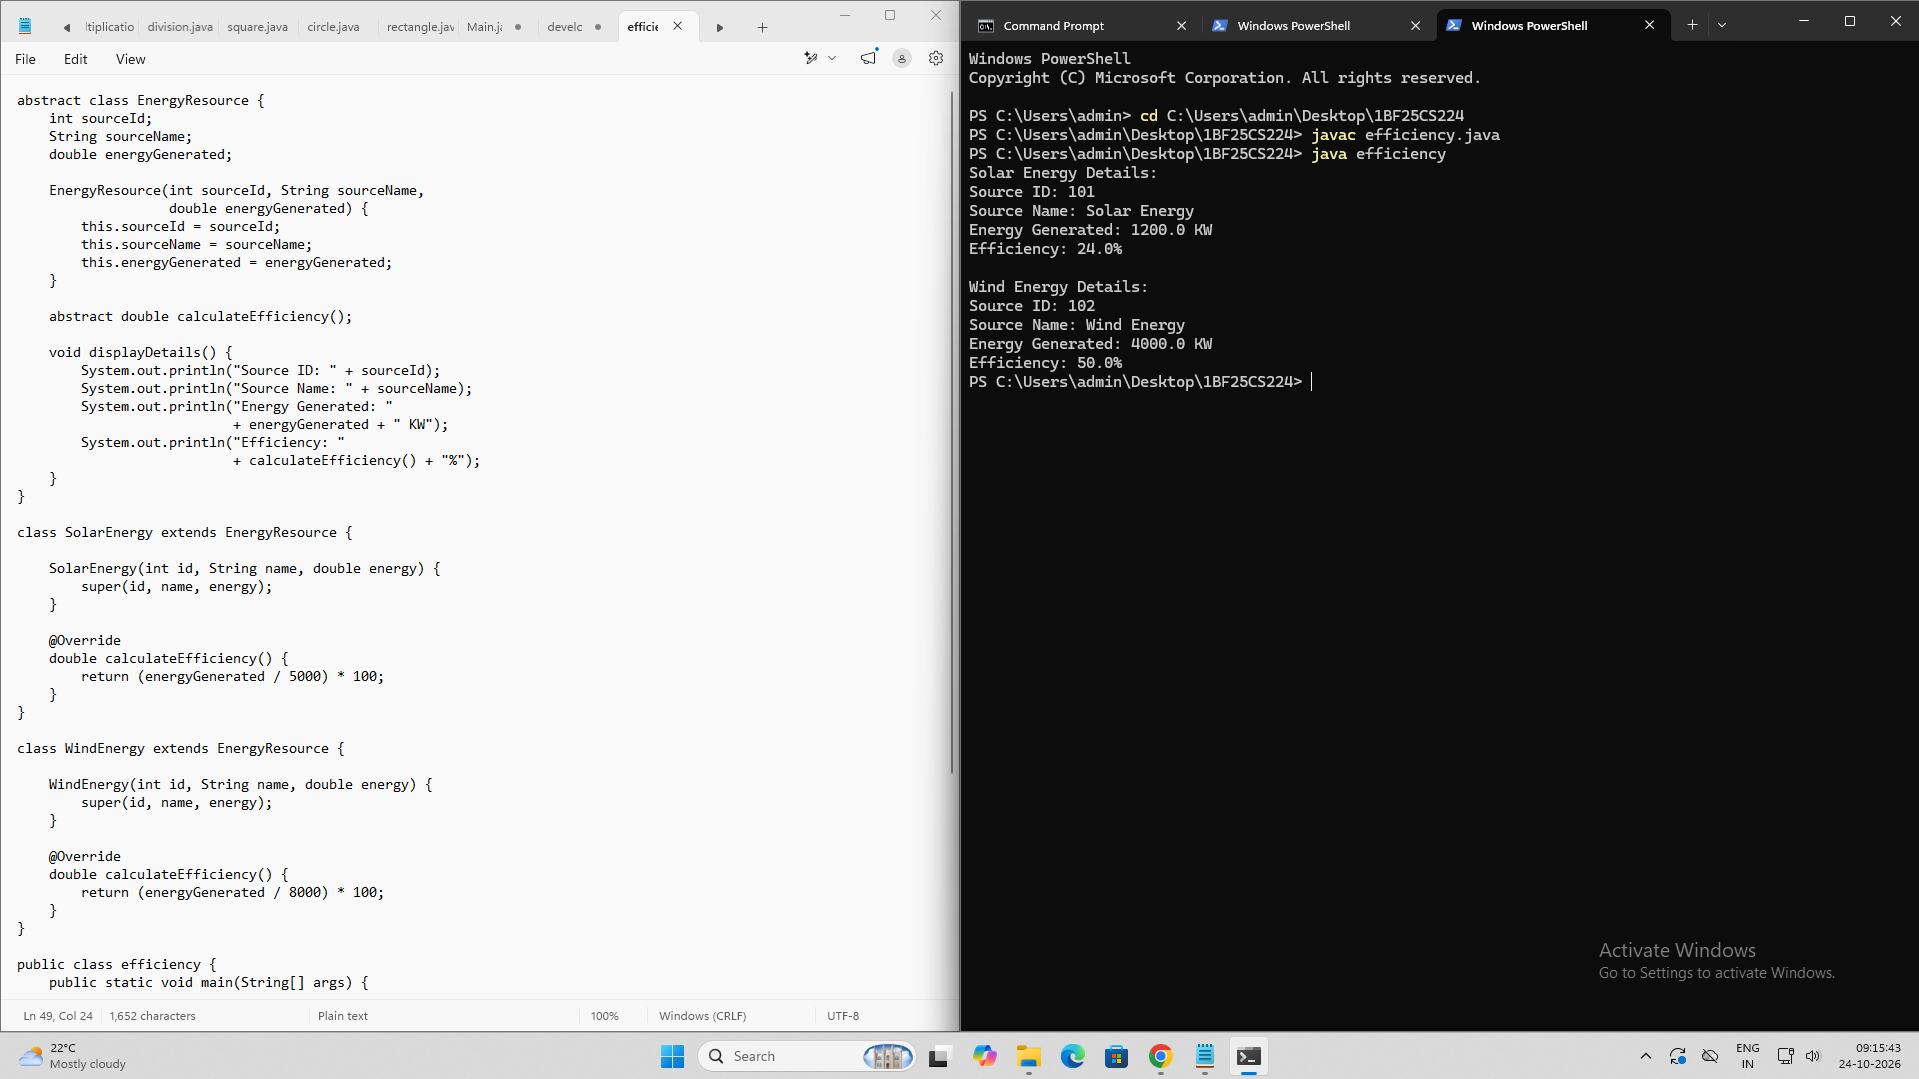 division.java
square.java
circle.java
rectangle.jav
Main.ja
develc
efficie
File
Edit
View
abstract class EnergyResource {
int sourceId;
String sourceName;
double energyGenerated;
EnergyResource(int sourceId, String sourceName,
double energyGenerated) {
this.sourceId = sourceId;
this.sourceName = sourceName;
this.energyGenerated = energyGenerated;
}
abstract double calculateEfficiency();
void displayDetails() {
System.out.println("Source ID: " + sourceId);
System.out.println("Source Name: " + sourceName);
System.out.println("Energy Generated: "
+ energyGenerated + " KW");
System.out.println("Efficiency: "
+ calculateEfficiency() + "%");
}
}
class SolarEnergy extends EnergyResource {
SolarEnergy(int id, String name, double energy) {
super(id, name, energy);
}
@Override
double calculateEfficiency() {
return (energyGenerated / 5000) * 100;
}
}
class WindEnergy extends EnergyResource {
WindEnergy(int id, String name, double energy) {
super(id, name, energy);
}
@Override
double calculateEfficiency() {
return (energyGenerated / 8000) * 100;
}
}
public class efficiency {
public static void main(String[] args) {
Ln 49, Col 24
1,652 characters
Plain text
100%
Windows (CRLF)
UTF-8
Command Prompt
Windows PowerShell
Windows PowerShell
Windows PowerShell
Copyright (C) Microsoft Corporation. All rights reserved.
PS C:\Users\admin> cd C:\Users\admin\Desktop\1BF25CS224
PS C:\Users\admin\Desktop\1BF25CS224> javac efficiency.java
PS C:\Users\admin\Desktop\1BF25CS224> java efficiency
Solar Energy Details:
Source ID: 101
Source Name: Solar Energy
Energy Generated: 1200.0 KW
Efficiency: 24.0%
Wind Energy Details:
Source ID: 102
Source Name: Wind Energy
Energy Generated: 4000.0 KW
Efficiency: 50.0%
PS C:\Users\admin\Desktop\1BF25CS224>
Activate Windows
Go to Settings to activate Windows.
22°C
Mostly cloudy
Search
ENG
IN
09:15:43
24-10-2026